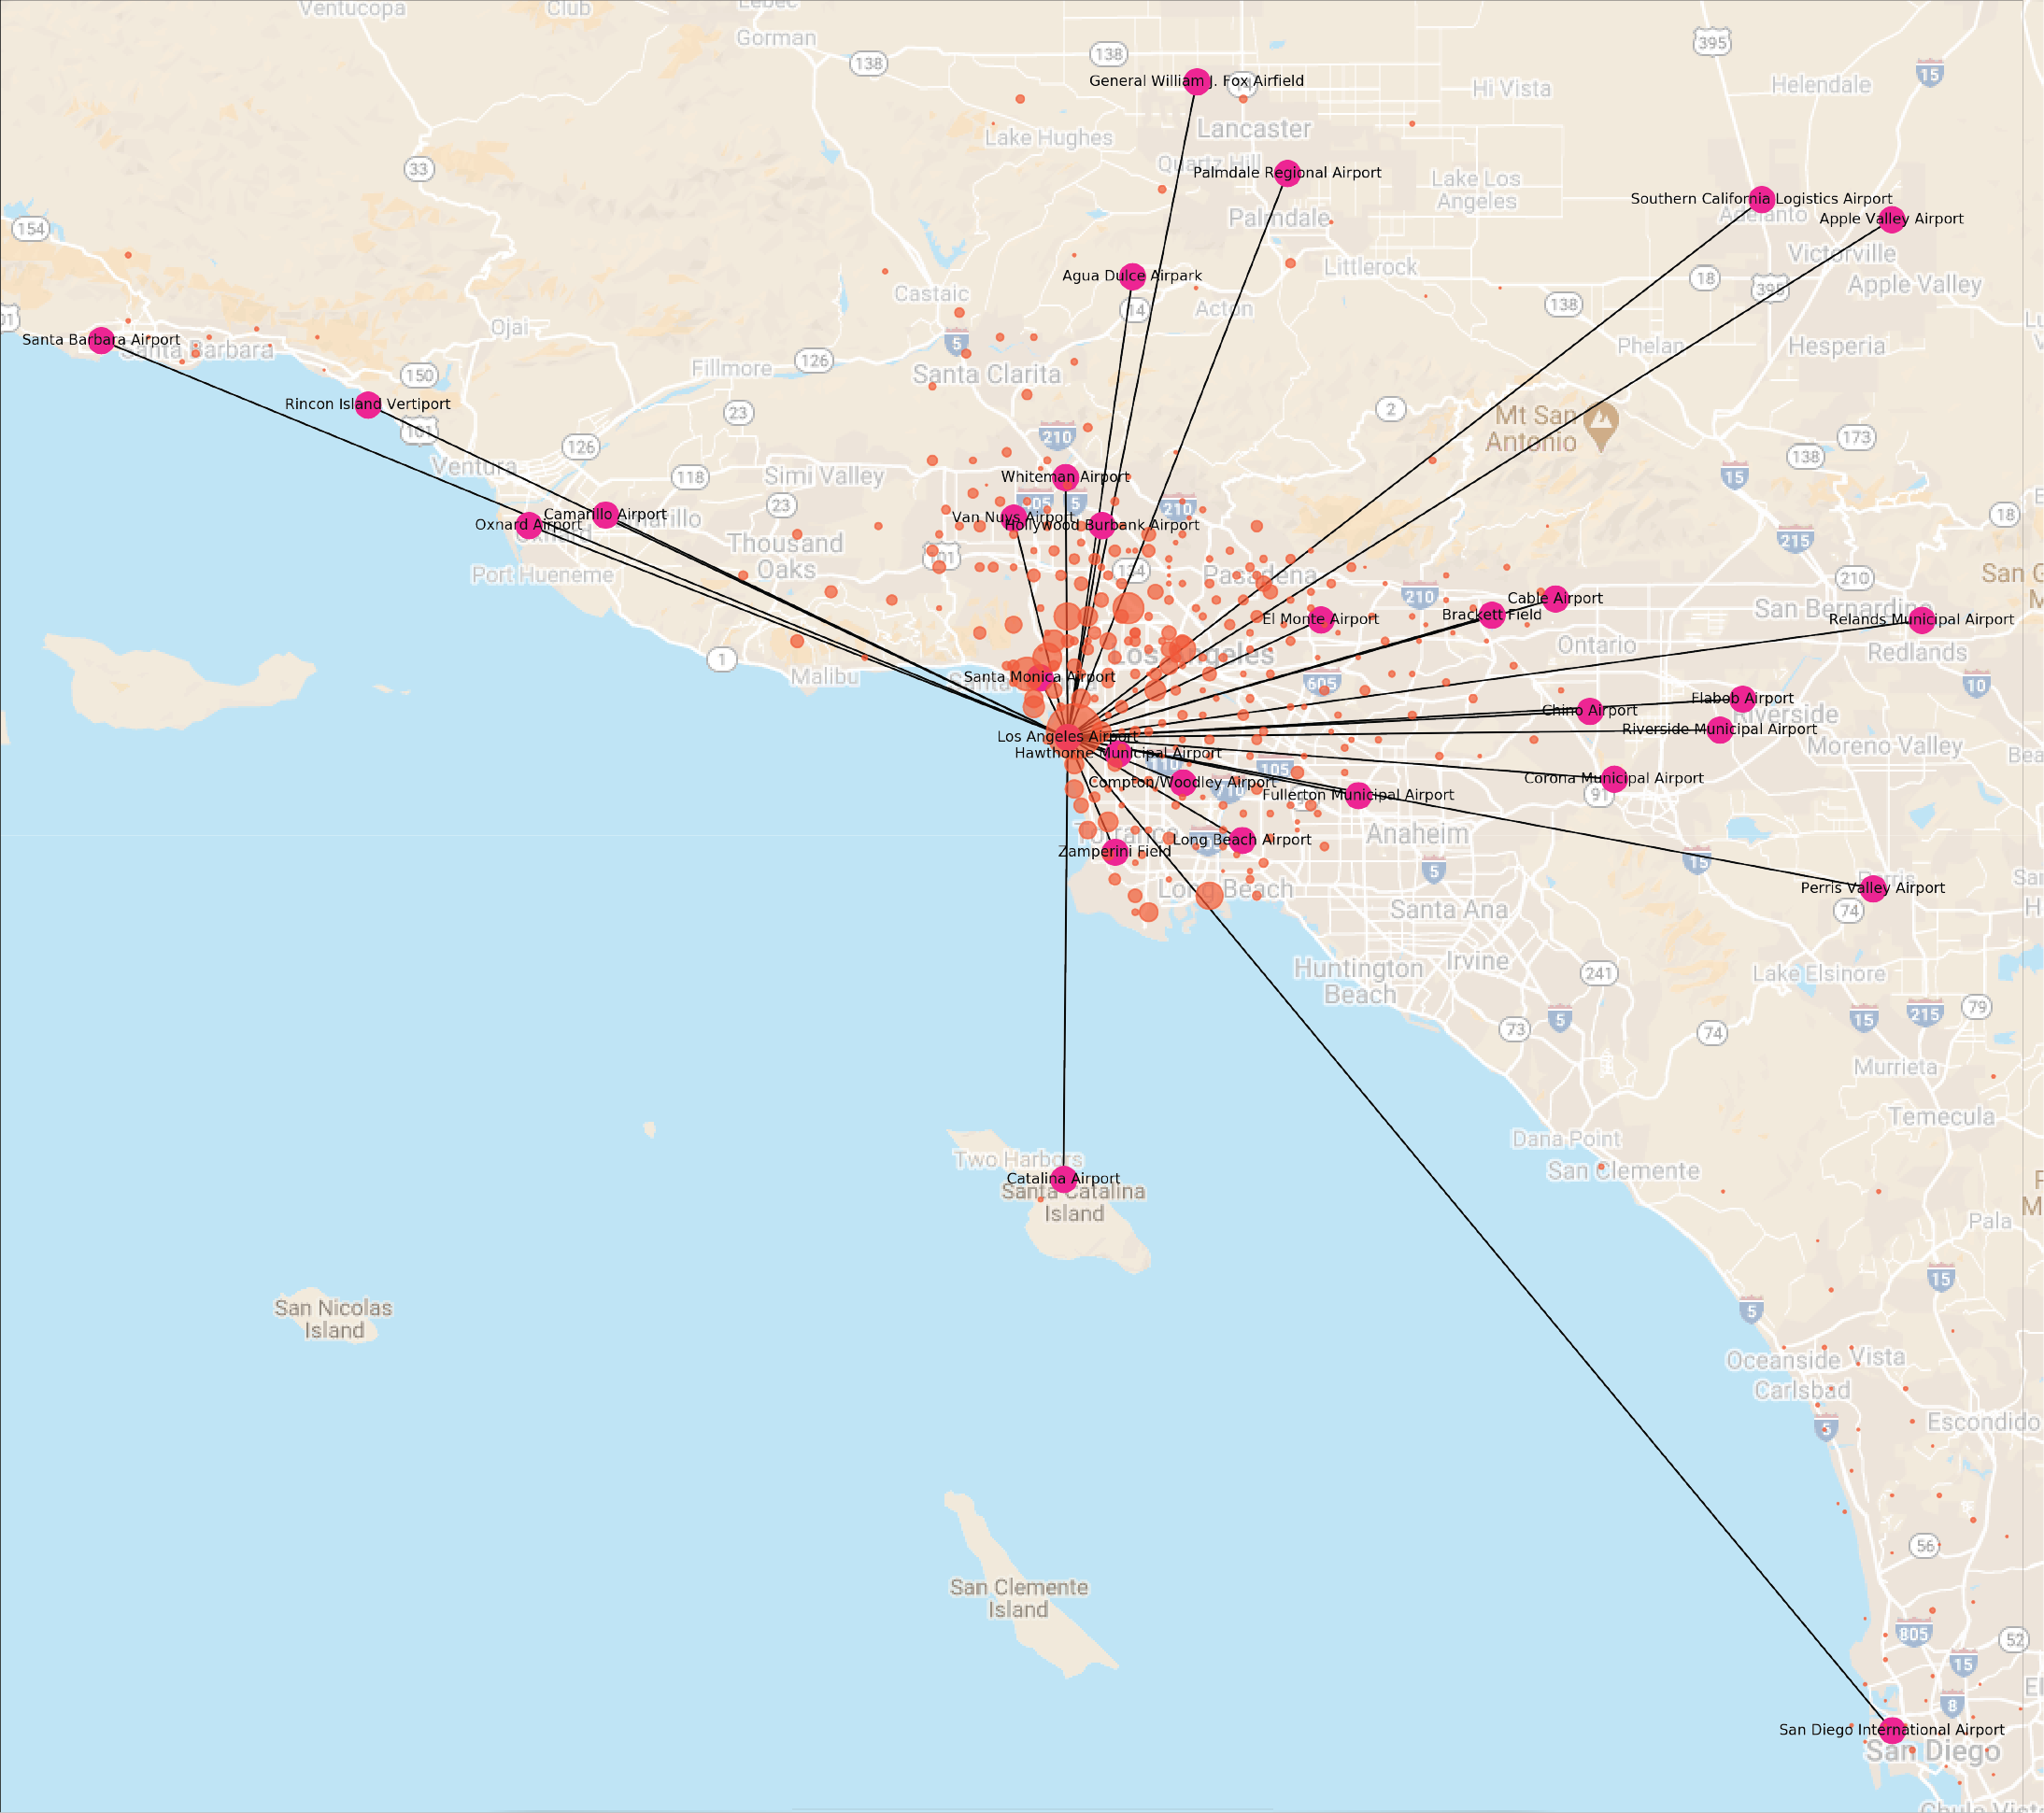 Ventucopa
Club
Lebec
Gorman
138
138
395
15
General William J. Fox Airfield
Hi Vista
Helendale
Lake Hughes
Lancaster
33
Quartz Hill
Palmdale Regional Airport
Lake Los
Angeles
Southern California Logistics Airport
Adelanto
Apple Valley Airport
154
Palmdale
Victorville
Agua Dulce Airpark
Littlerock
18
395
Apple Valley
Castaic
14
Acton
138
Ojai
5
Santa Barbara Airport
Santa Barbara
Phelan
Hesperia
126
Fillmore
Santa Clarita
150
Rincon Island Vertiport
23
2
Mt San
Antonio
101
126
210
173
138
Ventura
118
Simi Valley
Whiteman Airport
15
23
5
210
Camarillo Airport
Oxnard Airport
Van Nuys Airport
Hollywood Burbank Airport
18
215
Thousand
Oaks
101
134
Port Hueneme
Pasadena
210
210
Cable Airport
Brackett Field
San Bernardino
El Monte Airport
Relands Municipal Airport
Ontario
Redlands
1
Los Angeles
Malibu
Santa Monica Airport
605
10
Flabob Airport
Chino Airport
Riverside
Riverside Municipal Airport
Los Angeles Airport
Hawthorne Municipal Airport
Moreno Valley
110
105
Compton/Woodley Airport
710
Corona Municipal Airport
Fullerton Municipal Airport
91
Torrance
Long Beach Airport
Anaheim
Zamperini Field
5
15
Long Beach
Perris Valley Airport
Perris
74
Santa Ana
Irvine
Huntington
Beach
241
Lake Elsinore
73
5
74
15
215
79
Murrieta
Temecula
Dana Point
Two Harbors
San Clemente
Catalina Airport
Santa Catalina
Island
Pala
15
San Nicolas
Island
5
Oceanside
Vista
Carlsbad
5
Escondido
56
San Clemente
Island
805
52
15
8
San Diego International Airport
San Diego
Chula Vista